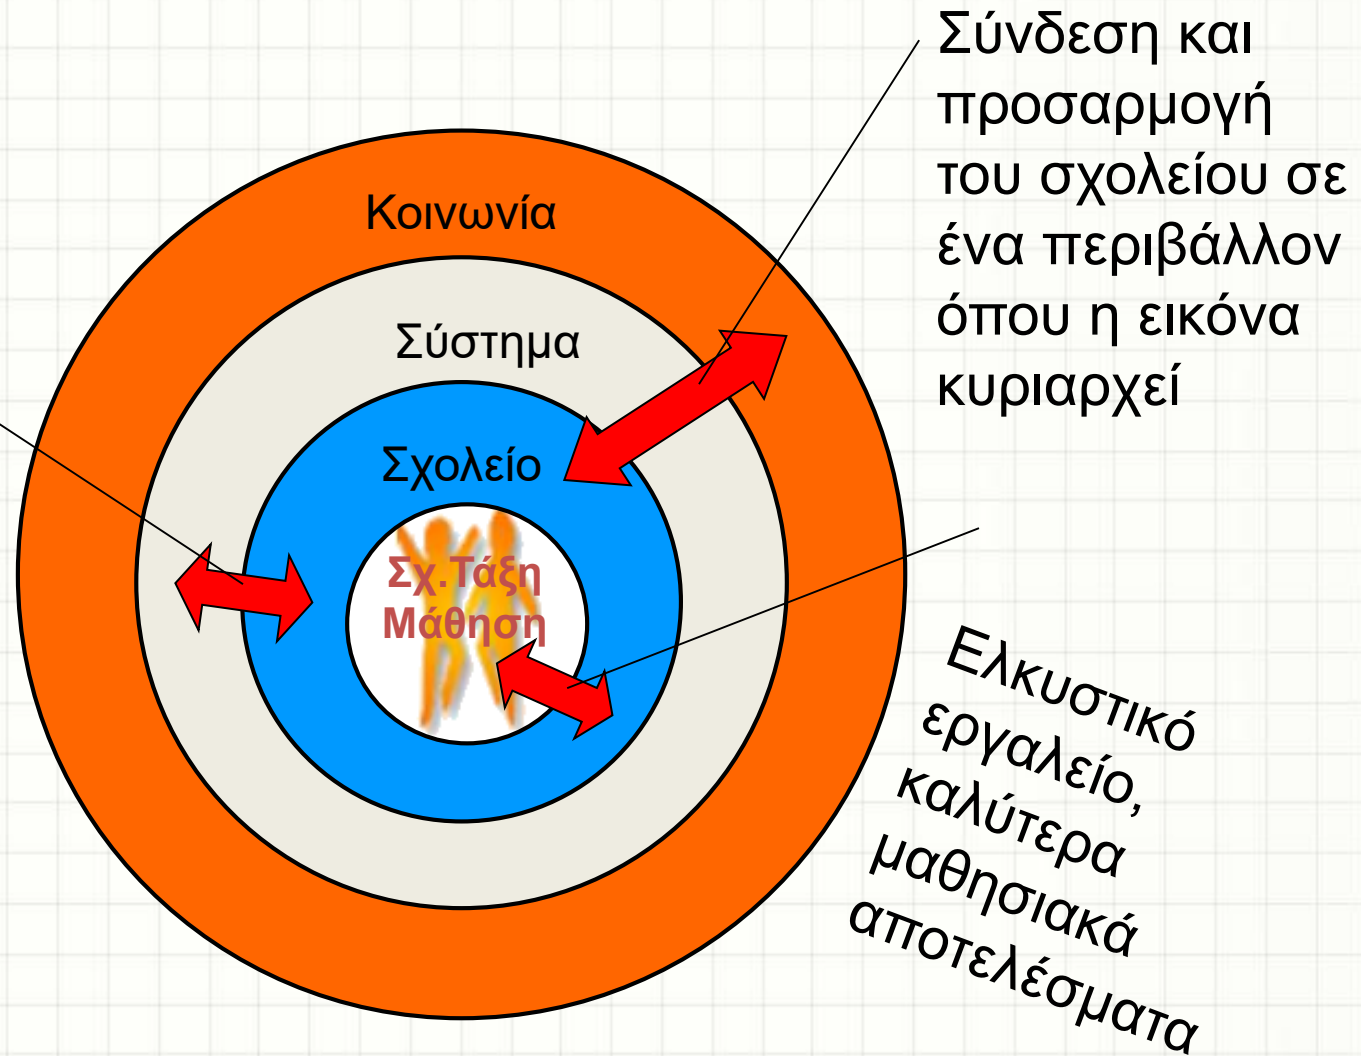 Σύνδεση και
προσαρμογή
του σχολείου σε
ένα περιβάλλον
όπου η εικόνα
κυριαρχεί
Κοινωνία
Σύστημα
Σχολείο
Σχ.Τάξη
Μάθηση
Ελκυστικό
εργαλείο,
καλύτερα
μαθησιακά
αποτελέσματα